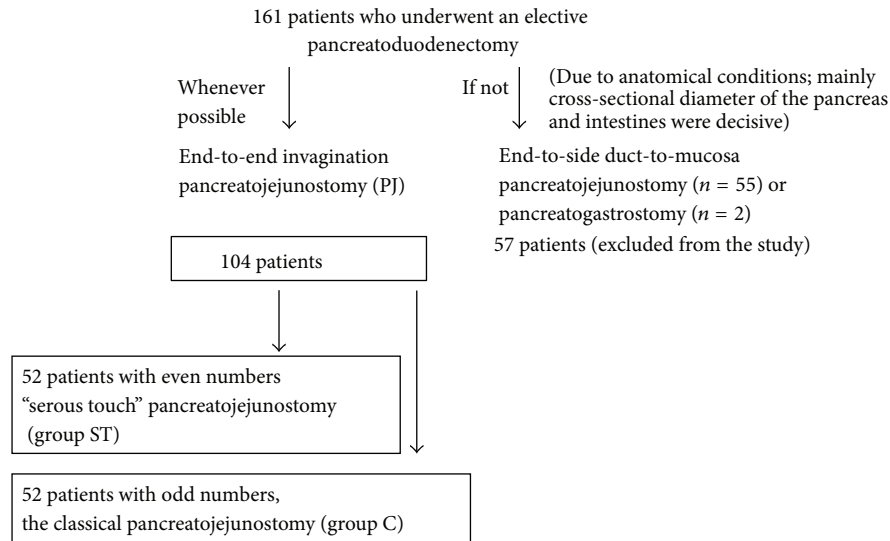 161 patients who underwent an elective
pancreatoduodenectomy
Whenever
possible
If not
(Due to anatomical conditions; mainly
cross-sectional diameter of the pancreas
and intestines were decisive)
End-to-end invagination
pancreatojejunostomy (PJ)
End-to-side duct-to-mucosa
pancreatojejunostomy (n = 55) or
pancreatogastrostomy (n = 2)
57 patients (excluded from the study)
104 patients
52 patients with even numbers
“serous touch” pancreatojejunostomy
(group ST)
52 patients with odd numbers,
the classical pancreatojejunostomy (group C)